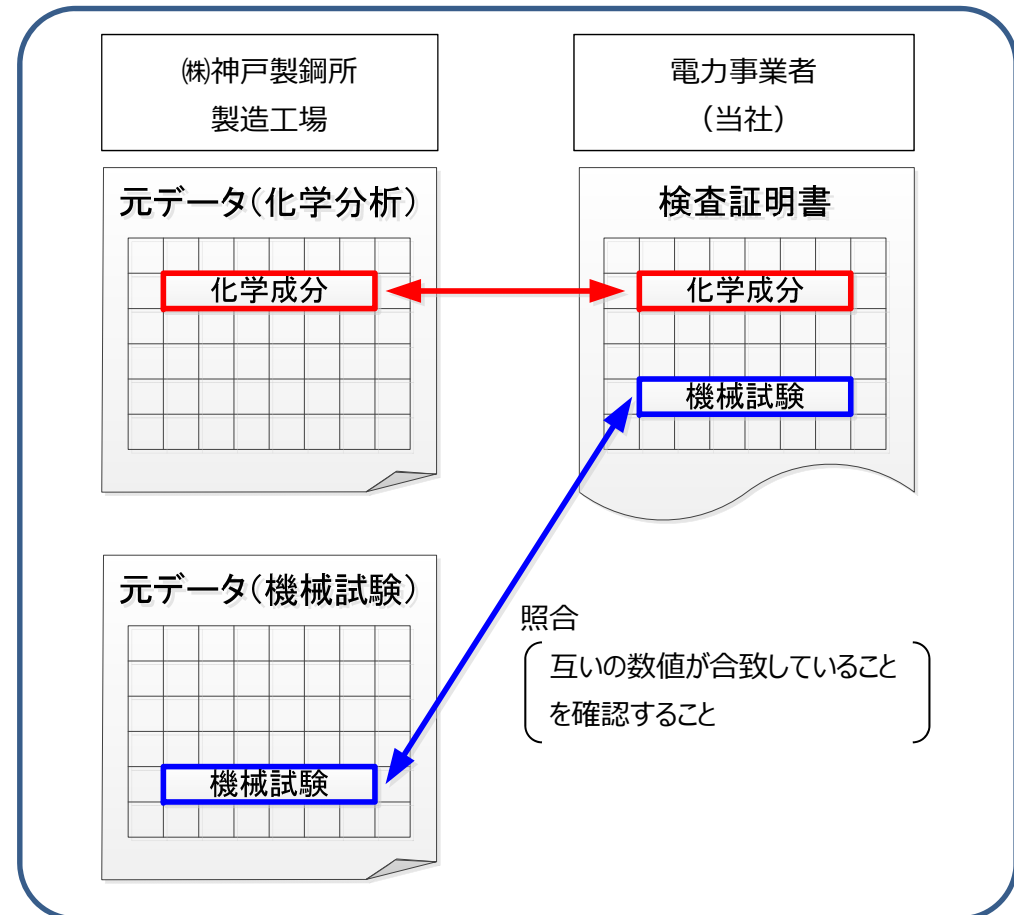 ㈱神戸製鋼所
製造工場
電力事業者
（当社）
元データ（化学分析）
化学成分
検査証明書
化学成分
機械試験
元データ（機械試験）
機械試験
照合
互いの数値が合致していること
を確認すること